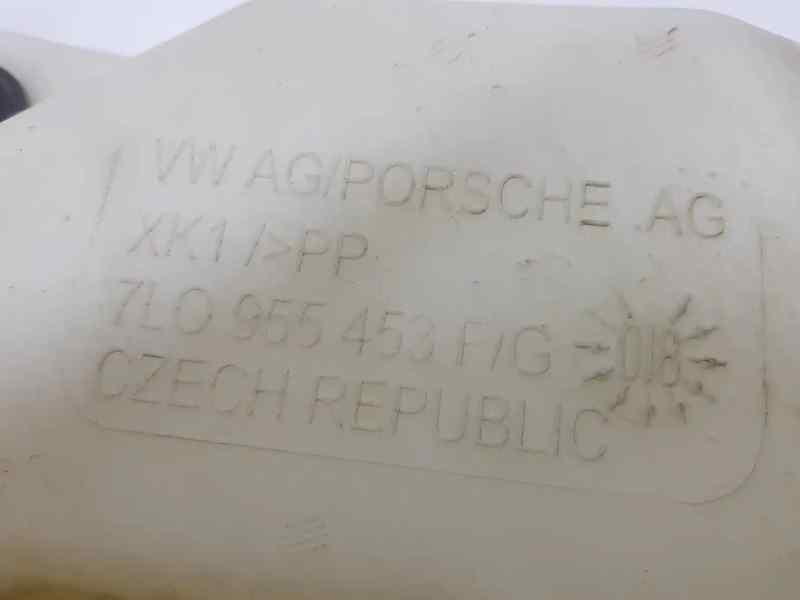 VW AG/PORSCHE AG
XK1/>PP
7L0 955 453 F/G
CZECH REPUBLIC